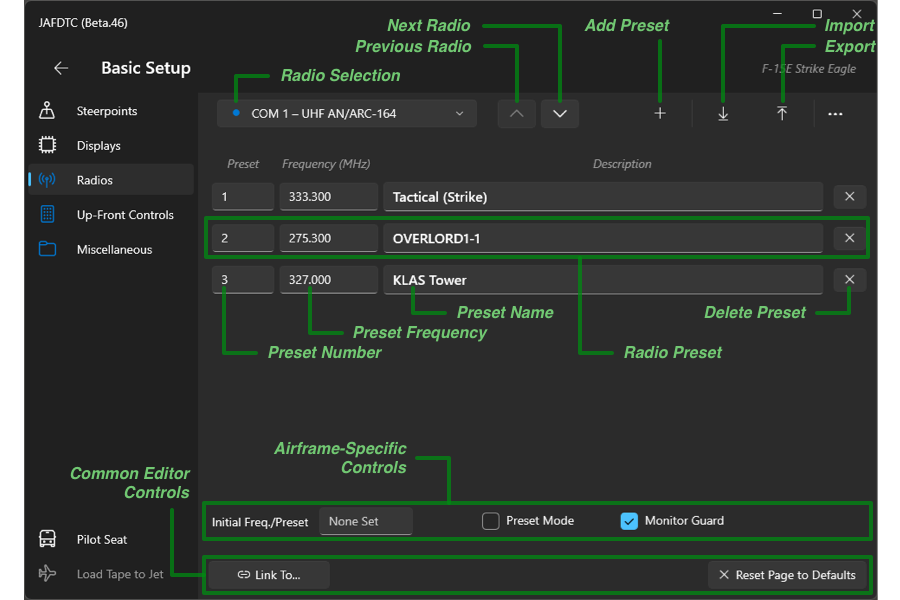 JAFDTC (Beta.46)
Next Radio
Add Preset
Import
Previous Radio
Export
Basic Setup
Radio Selection
F-15E Strike Eagle
COM 1 – UHF AN/ARC-164
Steerpoints
Displays
Radios
Up-Front Controls
Miscellaneous
Preset Frequency (MHz) Description
1 333.300 Tactical (Strike)
2 275.300 OVERLORD1-1
3 327.000 KLAS Tower
Preset Name
Delete Preset
Preset Frequency
Preset Number
Radio Preset
Airframe-Specific
Controls
Common Editor
Controls
Initial Freq./Preset None Set Preset Mode Monitor Guard
Pilot Seat
Load Tape to Jet
Link To...
Reset Page to Defaults